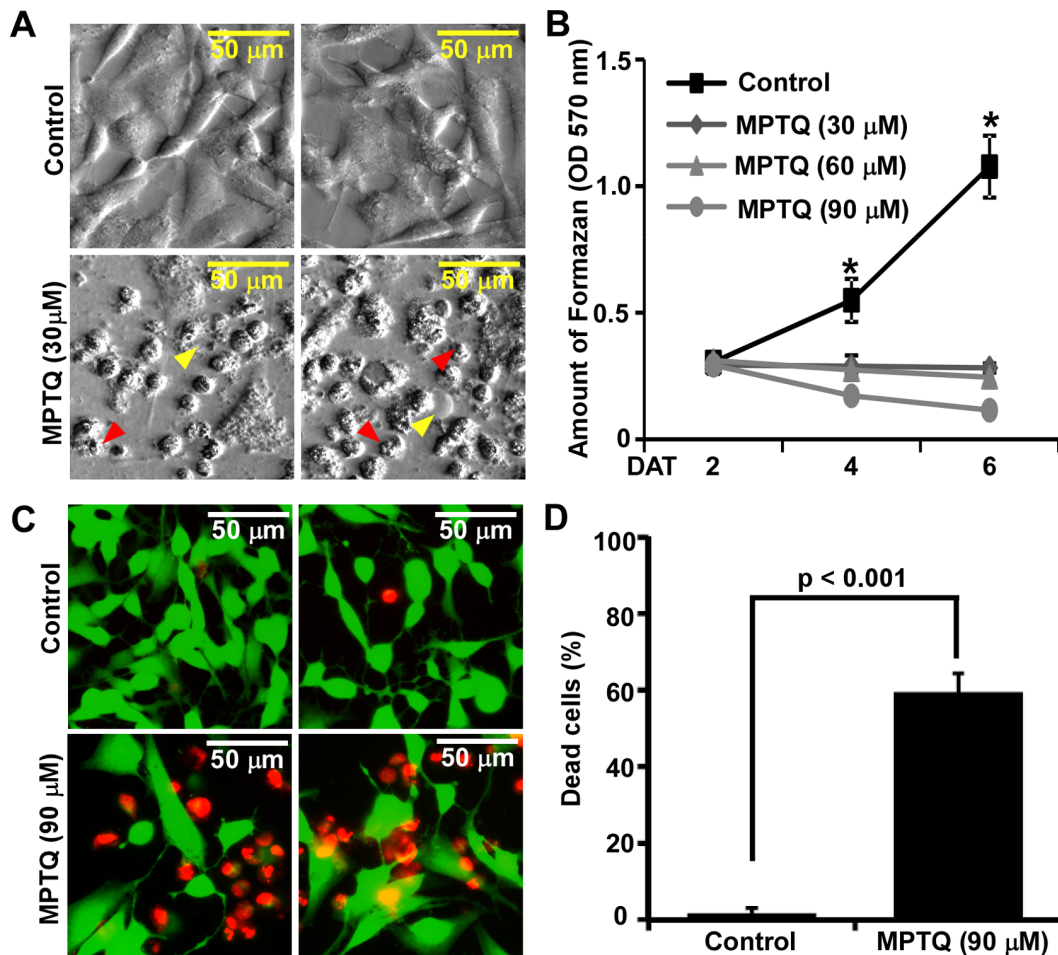 A
Control
50 μm
50 μm
MPTQ (30μM)
50 μm
50 μm
B
Amount of Formazan (OD 570 nm)
1.5
1.0
0.5
0
Control
MPTQ (30 μM)
MPTQ (60 μM)
MPTQ (90 μM)
*
*
DAT 2 4 6
C
Control
50 μm
50 μm
MPTQ (90 μM)
50 μm
50 μm
D
Dead cells (%)
100
80
60
40
20
0
p < 0.001
Control MPTQ (90 μM)